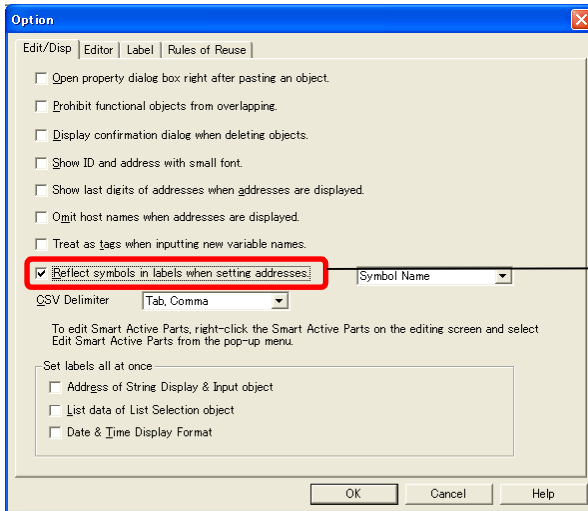 Option
Edit/Disp Editor Label Rules of Reuse
Open property dialog box right after pasting an object.
Prohibit functional objects from overlapping.
Display confirmation dialog when deleting objects.
Show ID and address with small font.
Show last digits of addresses when addresses are displayed.
Omit host names when addresses are displayed.
Treat as tags when inputting new variable names.
Reflect symbols in labels when setting addresses. Symbol Name
CSV Delimiter Tab, Comma
To edit Smart Active Parts, right-click the Smart Active Parts on the editing screen and select
Edit Smart Active Parts from the pop-up menu.
Set labels all at once
Address of String Display & Input object
List data of List Selection object
Date & Time Display Format
OK Cancel Help